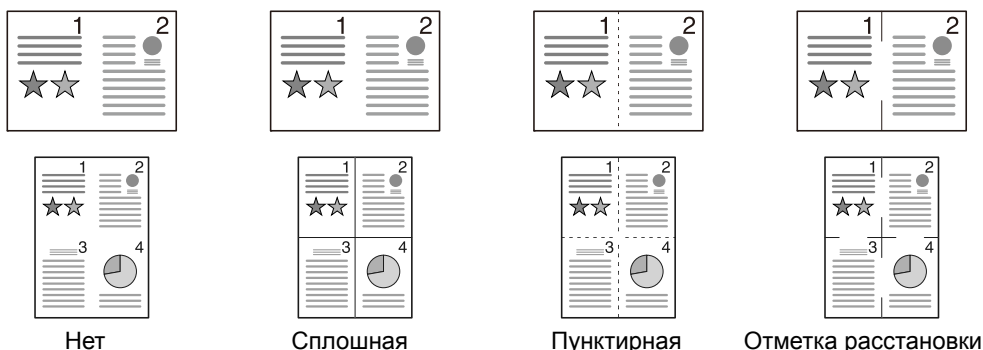 1 2 1 2 1 2 1 2
1 2 1 2 1 2 1 2
3 4 3 4 3 4 3 4
Нет Сплошная Пунктирная Отметка расстановки